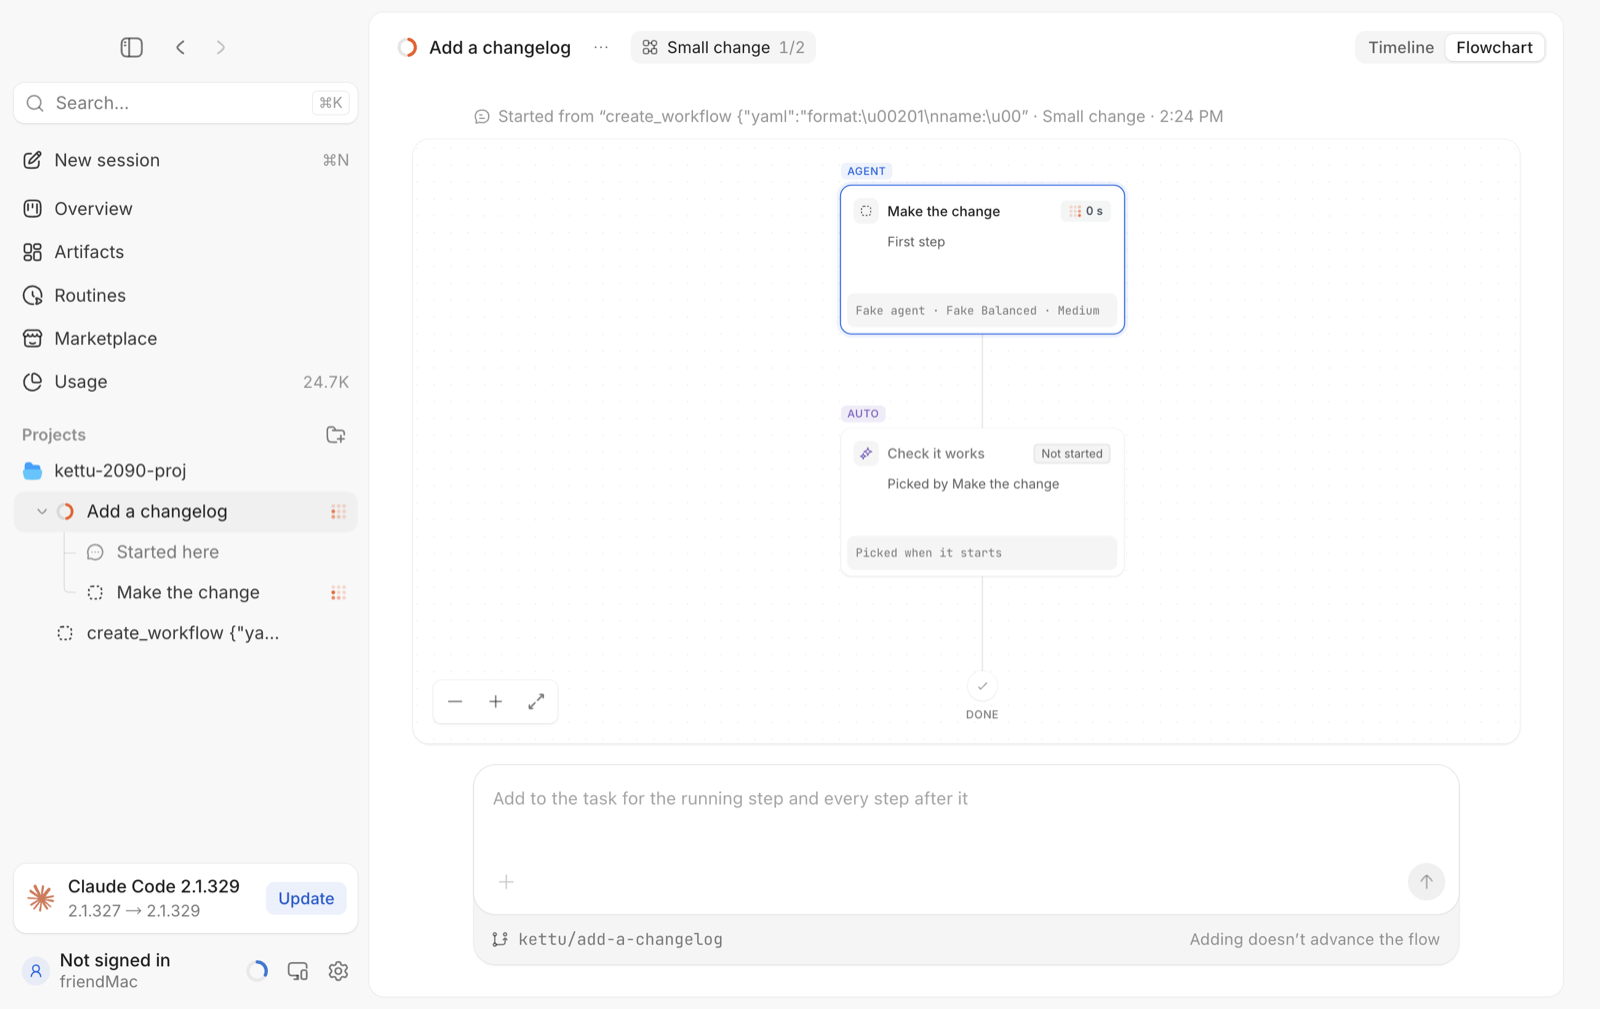 Search...
⌘K
New session
⌘N
Overview
Artifacts
Routines
Marketplace
Usage
24.7K
Projects
kettu-2090-proj
Add a changelog
Started here
Make the change
create_workflow {"ya...
Claude Code 2.1.329
2.1.327 → 2.1.329
Update
Not signed in
friendMac
Add a changelog
Small change 1/2
Timeline
Flowchart
Started from “create_workflow {"yaml":"format:\u00201\nname:\u00” · Small change · 2:24 PM
AGENT
Make the change
0 s
First step
Fake agent · Fake Balanced · Medium
AUTO
Check it works
Not started
Picked by Make the change
Picked when it starts
DONE
Add to the task for the running step and every step after it
kettu/add-a-changelog
Adding doesn’t advance the flow